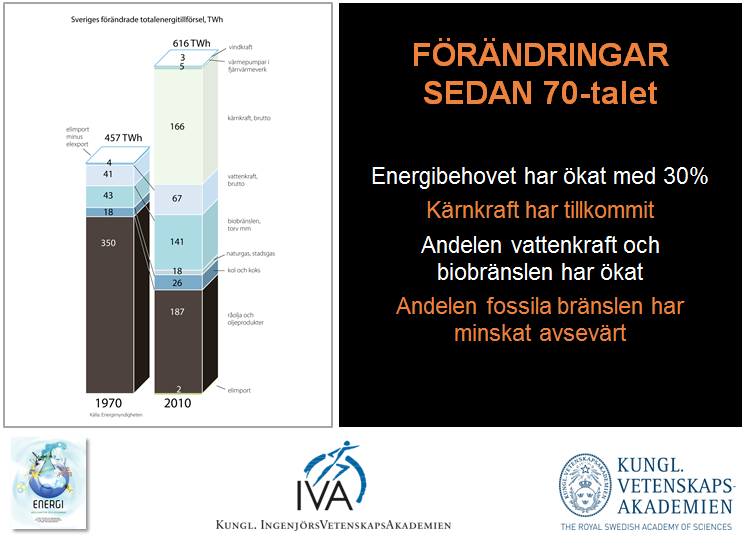 Sveriges förändrade totalenergitillförsel, TWh
616 TWh
3
5
vindkraft
värmepumpar i
fjärrvärmeverk
166
kärnkraft, brutto
elimport
minus
elexport
457 TWh
4
41
43
18
350
67
vattenkraft,
brutto
141
biobränslen,
torv mm
18
naturgas, stadsgas
26
kol och koks
187
råolja och
oljeprodukter
2
elimport
1970
2010
Källa: Energimyndigheten
FÖRÄNDRINGAR
SEDAN 70-talet
Energibehovet har ökat med 30%
Kärnkraft har tillkommit
Andelen vattenkraft och
biobränslen har ökat
Andelen fossila bränslen har
minskat avsevärt
ENERGI
IVA
KUNGL. INGENJÖRSVETENSKAPSAKADEMIEN
KUNGL.
VETENSKAPS-
AKADEMIEN
THE ROYAL SWEDISH ACADEMY OF SCIENCES